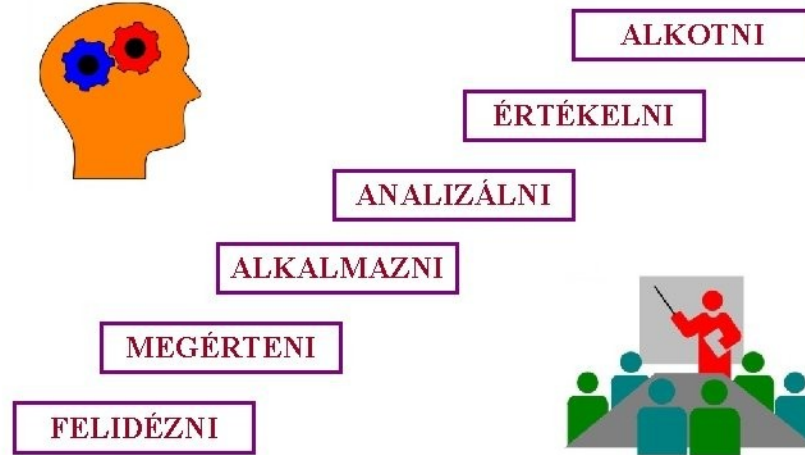 ALKOTNI
ÉRTÉKELNI
ANALIZÁLNI
ALKALMAZNI
MEGÉRTENI
FELIDÉZNI